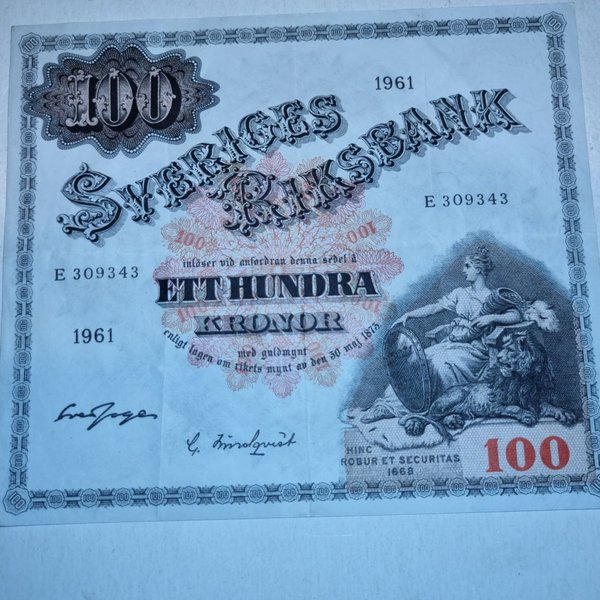 100
1961
SVERIGES
RIKSBANK
E 309343
100 100
inlöser vid anfordran denna sedel å
E 309343
ETT HUNDRA
KRONOR
1961
enligt lagen om rikets mynt av den 30 maj 1873
med guldmynt
HINC
ROBUR ET SECURITAS
1668
100